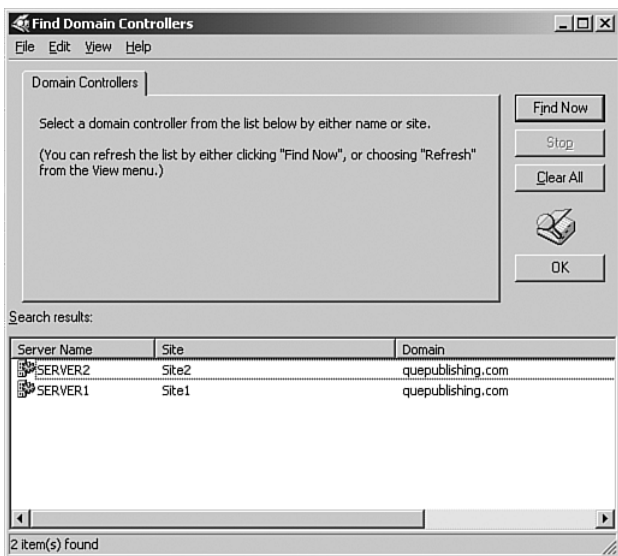 Find Domain Controllers
File Edit View Help
Domain Controllers
Select a domain controller from the list below by either name or site.
(You can refresh the list by either clicking "Find Now", or choosing "Refresh"
from the View menu.)
Find Now
Stop
Clear All
OK
Search results:
Server Name Site Domain
SERVER2 Site2 quepublishing.com
SERVER1 Site1 quepublishing.com
2 item(s) found